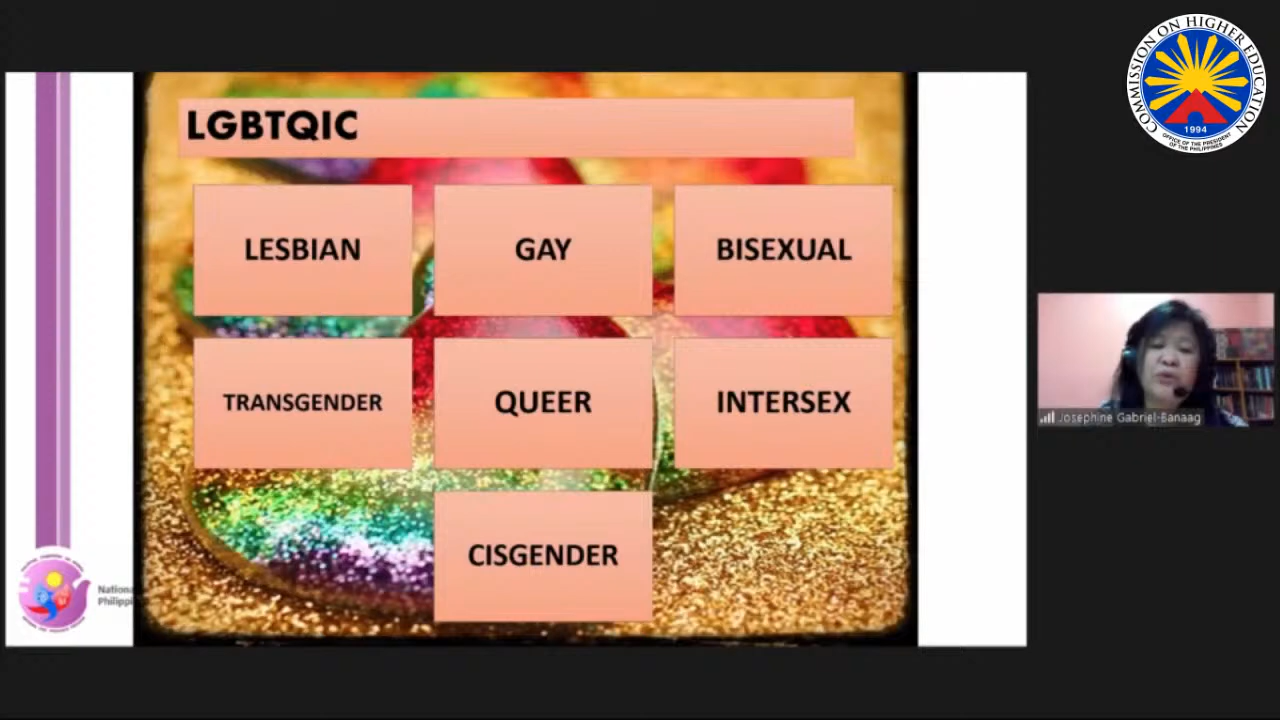 LGBTQIC
LESBIAN
GAY
BISEXUAL
TRANSGENDER
QUEER
INTERSEX
CISGENDER
COMMISSION ON HIGHER EDUCATION
1994
OFFICE OF THE PRESIDENT
OF THE PHILIPPINES
Josephine Gabriel-Banaag